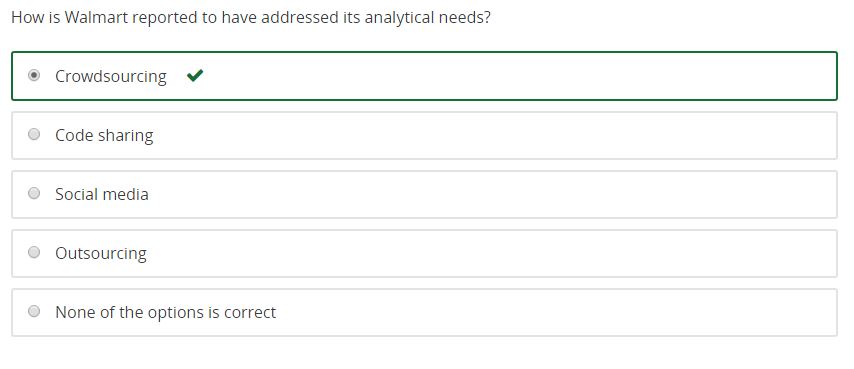 How is Walmart reported to have addressed its analytical needs?
Crowdsourcing
Code sharing
Social media
Outsourcing
None of the options is correct